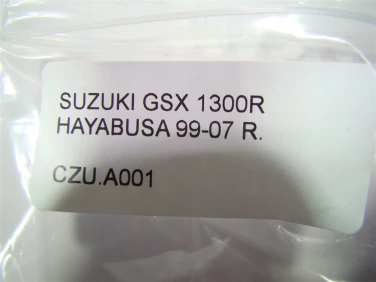 SUZUKI GSX 1300R
HAYABUSA 99-07 R.
CZU.A001